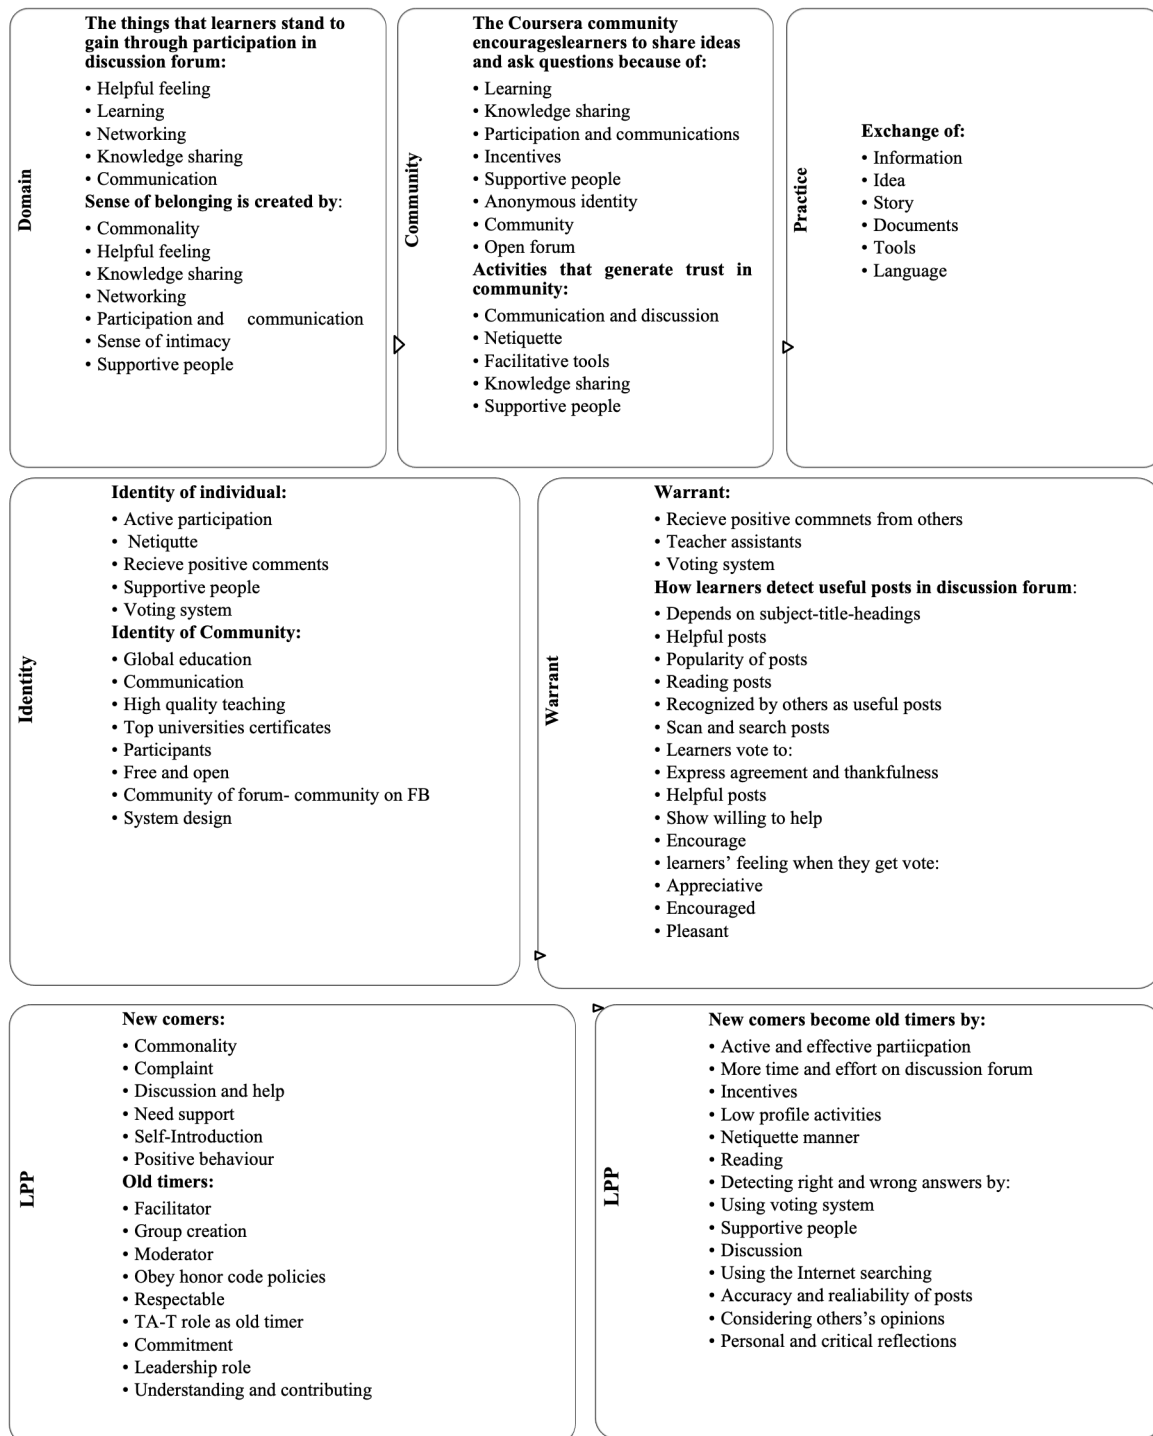 Domain
The things that learners stand to
gain through participation in
discussion forum:
• Helpful feeling
• Learning
• Networking
• Knowledge sharing
• Communication
Sense of belonging is created by:
• Commonality
• Helpful feeling
• Knowledge sharing
• Networking
• Participation and communication
• Sense of intimacy
• Supportive people
Community
The Coursera community
encourageslearners to share ideas
and ask questions because of:
• Learning
• Knowledge sharing
• Participation and communications
• Incentives
• Supportive people
• Anonymous identity
• Community
• Open forum
Activities that generate trust in
community:
• Communication and discussion
• Netiquette
• Facilitative tools
• Knowledge sharing
• Supportive people
Practice
Exchange of:
• Information
• Idea
• Story
• Documents
• Tools
• Language
Identity
Identity of individual:
• Active participation
• Netiqutte
• Recieve positive comments
• Supportive people
• Voting system
Identity of Community:
• Global education
• Communication
• High quality teaching
• Top universities certificates
• Participants
• Free and open
• Community of forum- community on FB
• System design
Warrant
Warrant:
• Recieve positive commnets from others
• Teacher assistants
• Voting system
How learners detect useful posts in discussion forum:
• Depends on subject-title-headings
• Helpful posts
• Popularity of posts
• Reading posts
• Recognized by others as useful posts
• Scan and search posts
• Learners vote to:
• Express agreement and thankfulness
• Helpful posts
• Show willing to help
• Encourage
• learners’ feeling when they get vote:
• Appreciative
• Encouraged
• Pleasant
LPP
New comers:
• Commonality
• Complaint
• Discussion and help
• Need support
• Self-Introduction
• Positive behaviour
Old timers:
• Facilitator
• Group creation
• Moderator
• Obey honor code policies
• Respectable
• TA-T role as old timer
• Commitment
• Leadership role
• Understanding and contributing
LPP
New comers become old timers by:
• Active and effective partiicpation
• More time and effort on discussion forum
• Incentives
• Low profile activities
• Netiquette manner
• Reading
• Detecting right and wrong answers by:
• Using voting system
• Supportive people
• Discussion
• Using the Internet searching
• Accuracy and realiability of posts
• Considering others’s opinions
• Personal and critical reflections